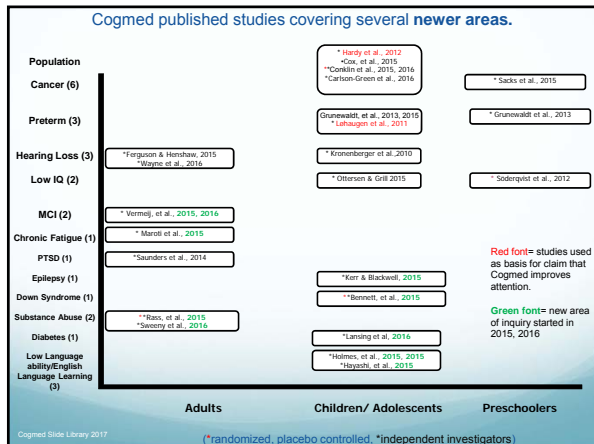 Cogmed published studies covering several newer areas.
Population
Cancer (6)
* Hardy et al., 2012
•Cox, et al., 2015
**Conklin et al., 2015, 2016
*Carlson-Green et al., 2016
* Sacks et al., 2015
Preterm (3)
Grunewaldt, et al., 2013, 2015
* Løhaugen et al., 2011
* Grunewaldt et al., 2013
Hearing Loss (3)
*Ferguson & Henshaw, 2015
*Wayne et al., 2016
* Kronenberger et al.,2010
Low IQ (2)
* Ottersen & Grill 2015
* Söderqvist et al., 2012
MCI (2)
* Vermeij, et al., 2015, 2016
Chronic Fatigue (1)
* Maroti et al., 2015
PTSD (1)
*Saunders et al., 2014
Epilepsy (1)
*Kerr & Blackwell, 2015
Down Syndrome (1)
**Bennett, et al., 2015
Substance Abuse (2)
**Rass, et al., 2015
*Sweeny et al., 2016
Diabetes (1)
*Lansing et al, 2016
Low Language
ability/English
Language Learning
(3)
*Holmes, et al., 2015, 2015
*Hayashi, et al., 2015
Red font= studies used
as basis for claim that
Cogmed improves
attention.
Green font= new area
of inquiry started in
2015, 2016
Adults
Children/ Adolescents
Preschoolers
Cogmed Slide Library 2017
(*randomized, placebo controlled, *independent investigators)